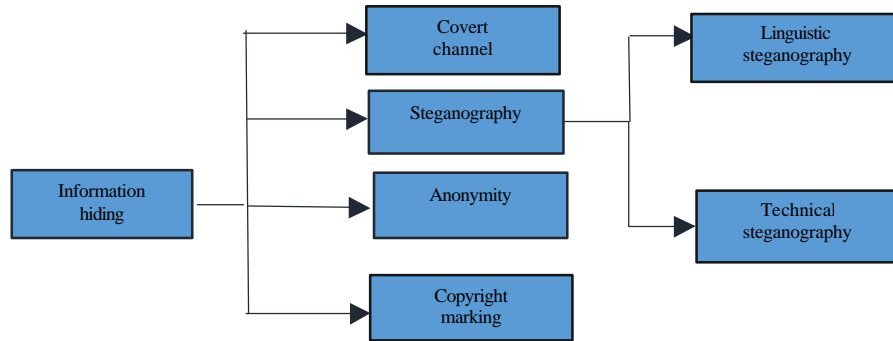 Information
hiding
Covert
channel
Steganography
Anonymity
Copyright
marking
Linguistic
steganography
Technical
steganography